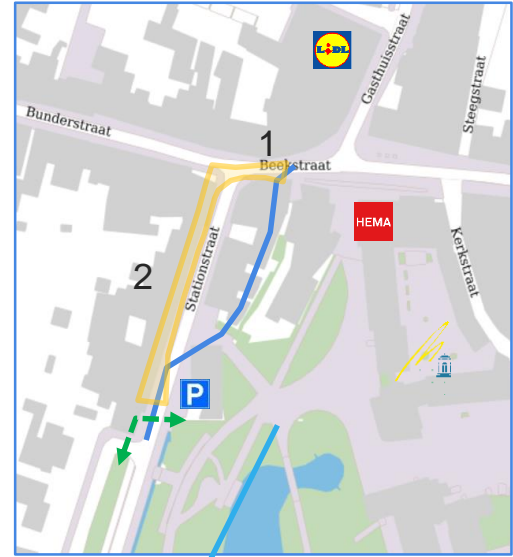 LIDL
Gasthuisstraat
Steegstraat
Bunderstraat
1
Beekstraat
HEMA
Kerkstraat
Stationstraat
2
P